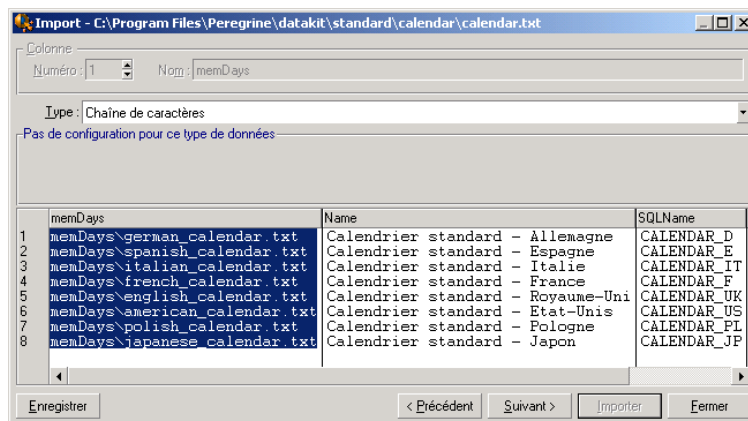 Import - C:\Program Files\Peregrine\datakit\standard\calendar\calendar.txt
Colonne
Numéro : 1 Nom : memDays
Type : Chaîne de caractères
Pas de configuration pour ce type de données
memDays Name SQLName
1 memDays\german_calendar.txt Calendrier standard - Allemagne CALENDAR_D
2 memDays\spanish_calendar.txt Calendrier standard - Espagne CALENDAR_E
3 memDays\italian_calendar.txt Calendrier standard - Italie CALENDAR_IT
4 memDays\french_calendar.txt Calendrier standard - France CALENDAR_F
5 memDays\english_calendar.txt Calendrier standard - Royaume-Uni CALENDAR_UK
6 memDays\american_calendar.txt Calendrier standard - Etat-Unis CALENDAR_US
7 memDays\polish_calendar.txt Calendrier standard - Pologne CALENDAR_PL
8 memDays\japanese_calendar.txt Calendrier standard - Japon CALENDAR_JP
Enregistrer < Précédent Suivant > Importer Fermer